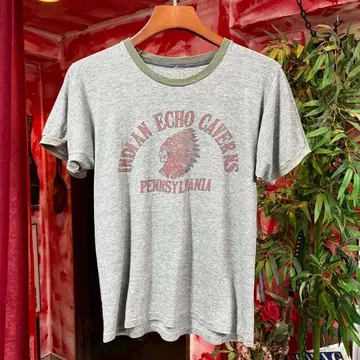 INDIAN ECHO CAVERNS
PENNSYLVANIA